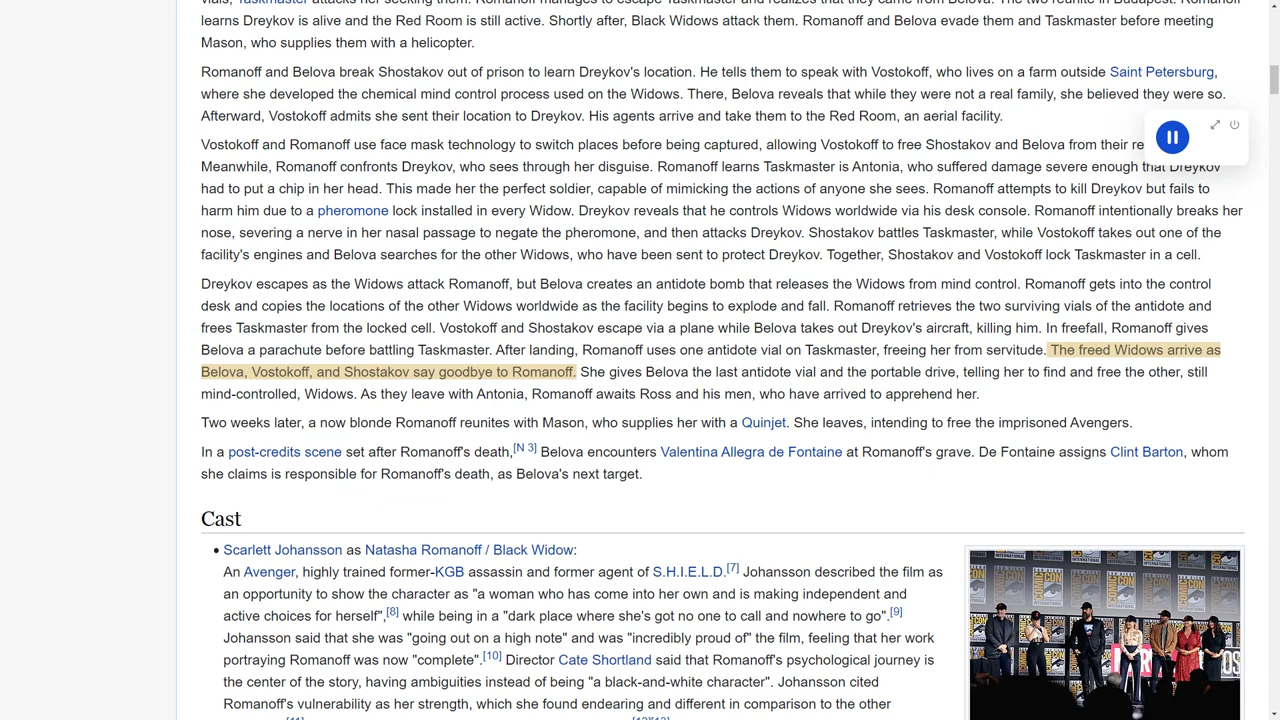 vials, Taskmaster attacks her seeking them. Romanoff manages to escape Taskmaster and realizes that they came from Belova. The two reunite in Budapest. Romanoff
learns Dreykov is alive and the Red Room is still active. Shortly after, Black Widows attack them. Romanoff and Belova evade them and Taskmaster before meeting
Mason, who supplies them with a helicopter.
Romanoff and Belova break Shostakov out of prison to learn Dreykov's location. He tells them to speak with Vostokoff, who lives on a farm outside Saint Petersburg,
where she developed the chemical mind control process used on the Widows. There, Belova reveals that while they were not a real family, she believed they were so.
Afterward, Vostokoff admits she sent their location to Dreykov. His agents arrive and take them to the Red Room, an aerial facility.
Vostokoff and Romanoff use face mask technology to switch places before being captured, allowing Vostokoff to free Shostakov and Belova from their re
Meanwhile, Romanoff confronts Dreykov, who sees through her disguise. Romanoff learns Taskmaster is Antonia, who suffered damage severe enough that Dreykov
had to put a chip in her head. This made her the perfect soldier, capable of mimicking the actions of anyone she sees. Romanoff attempts to kill Dreykov but fails to
harm him due to a pheromone lock installed in every Widow. Dreykov reveals that he controls Widows worldwide via his desk console. Romanoff intentionally breaks her
nose, severing a nerve in her nasal passage to negate the pheromone, and then attacks Dreykov. Shostakov battles Taskmaster, while Vostokoff takes out one of the
facility's engines and Belova searches for the other Widows, who have been sent to protect Dreykov. Together, Shostakov and Vostokoff lock Taskmaster in a cell.
Dreykov escapes as the Widows attack Romanoff, but Belova creates an antidote bomb that releases the Widows from mind control. Romanoff gets into the control
desk and copies the locations of the other Widows worldwide as the facility begins to explode and fall. Romanoff retrieves the two surviving vials of the antidote and
frees Taskmaster from the locked cell. Vostokoff and Shostakov escape via a plane while Belova takes out Dreykov's aircraft, killing him. In freefall, Romanoff gives
Belova a parachute before battling Taskmaster. After landing, Romanoff uses one antidote vial on Taskmaster, freeing her from servitude. The freed Widows arrive as
Belova, Vostokoff, and Shostakov say goodbye to Romanoff. She gives Belova the last antidote vial and the portable drive, telling her to find and free the other, still
mind-controlled, Widows. As they leave with Antonia, Romanoff awaits Ross and his men, who have arrived to apprehend her.
Two weeks later, a now blonde Romanoff reunites with Mason, who supplies her with a Quinjet. She leaves, intending to free the imprisoned Avengers.
In a post-credits scene set after Romanoff's death,[N 3] Belova encounters Valentina Allegra de Fontaine at Romanoff's grave. De Fontaine assigns Clint Barton, whom
she claims is responsible for Romanoff's death, as Belova's next target.
Cast
• Scarlett Johansson as Natasha Romanoff / Black Widow:
An Avenger, highly trained former-KGB assassin and former agent of S.H.I.E.L.D.[7] Johansson described the film as
an opportunity to show the character as "a woman who has come into her own and is making independent and
active choices for herself",[8] while being in a "dark place where she's got no one to call and nowhere to go".[9]
Johansson said that she was "going out on a high note" and was "incredibly proud of" the film, feeling that her work
portraying Romanoff was now "complete".[10] Director Cate Shortland said that Romanoff's psychological journey is
the center of the story, having ambiguities instead of being "a black-and-white character". Johansson cited
Romanoff's vulnerability as her strength, which she found endearing and different in comparison to the other